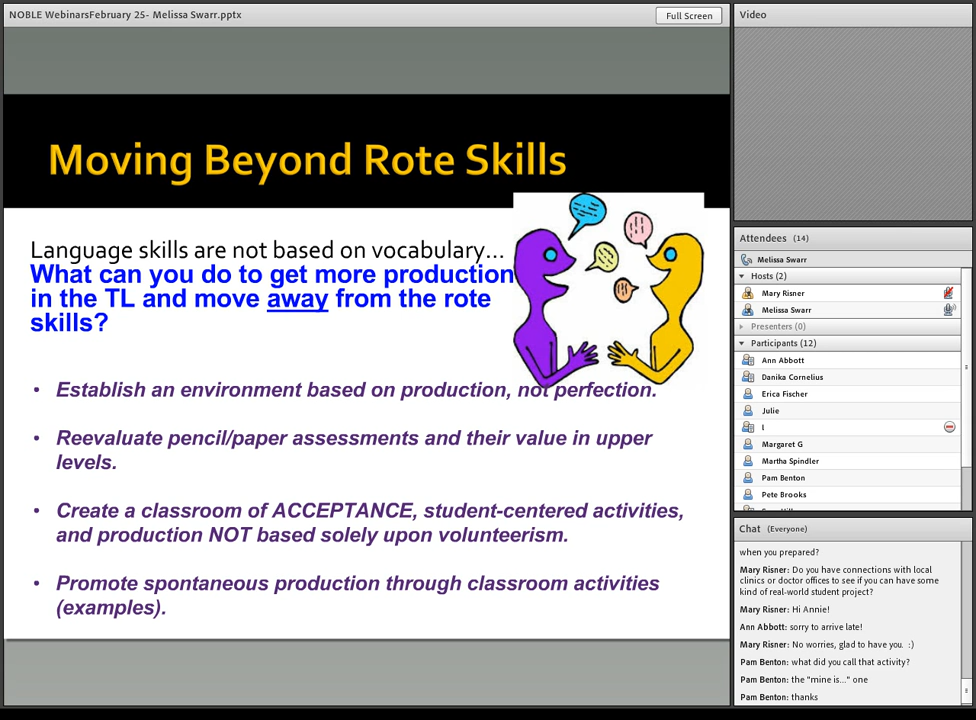 NOBLE WebinarsFebruary 25- Melissa Swarr.pptx
Full Screen
Moving Beyond Rote Skills
Language skills are not based on vocabulary...
What can you do to get more production
in the TL and move away from the rote
skills?
• Establish an environment based on production, not perfection.
• Reevaluate pencil/paper assessments and their value in upper
levels.
• Create a classroom of ACCEPTANCE, student-centered activities,
and production NOT based solely upon volunteerism.
• Promote spontaneous production through classroom activities
(examples).
Video
Attendees (14)
Melissa Swarr
Hosts (2)
Mary Risner
Melissa Swarr
Presenters (0)
Participants (12)
Ann Abbott
Danika Cornelius
Erica Fischer
Julie
l
Margaret G
Martha Spindler
Pam Benton
Pete Brooks
Chat (Everyone)
when you prepared?
Mary Risner: Do you have connections with local
clinics or doctor offices to see if you can have some
kind of real-world student project?
Mary Risner: Hi Annie!
Ann Abbott: sorry to arrive late!
Mary Risner: No worries, glad to have you. :)
Pam Benton: what did you call that activity?
Pam Benton: the "mine is..." one
Pam Benton: thanks